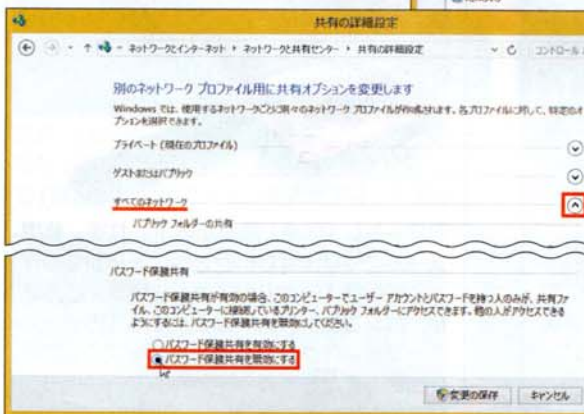 共有の詳細設定
ネットワークとインターネット ▸ ネットワークと共有センター ▸ 共有の詳細設定
コントロール
別のネットワーク プロファイル用に共有オプションを変更します
Windows では、使用するネットワークごとに別々のネットワーク プロファイルが作成されます。各プロファイルに対して、特定のオ
プションを選択できます。
プライベート (現在のプロファイル)
ゲストまたはパブリック
すべてのネットワーク
パブリック フォルダーの共有
パスワード保護共有
パスワード保護共有が有効の場合、このコンピューターでユーザー アカウントとパスワードを持つ人のみが、共有ファ
イル、このコンピューターに接続しているプリンター、パブリック フォルダーにアクセスできます。他の人がアクセスできる
ようにするには、パスワード保護共有を無効にしてください。
パスワード保護共有を有効にする
パスワード保護共有を無効にする
変更の保存 キャンセル